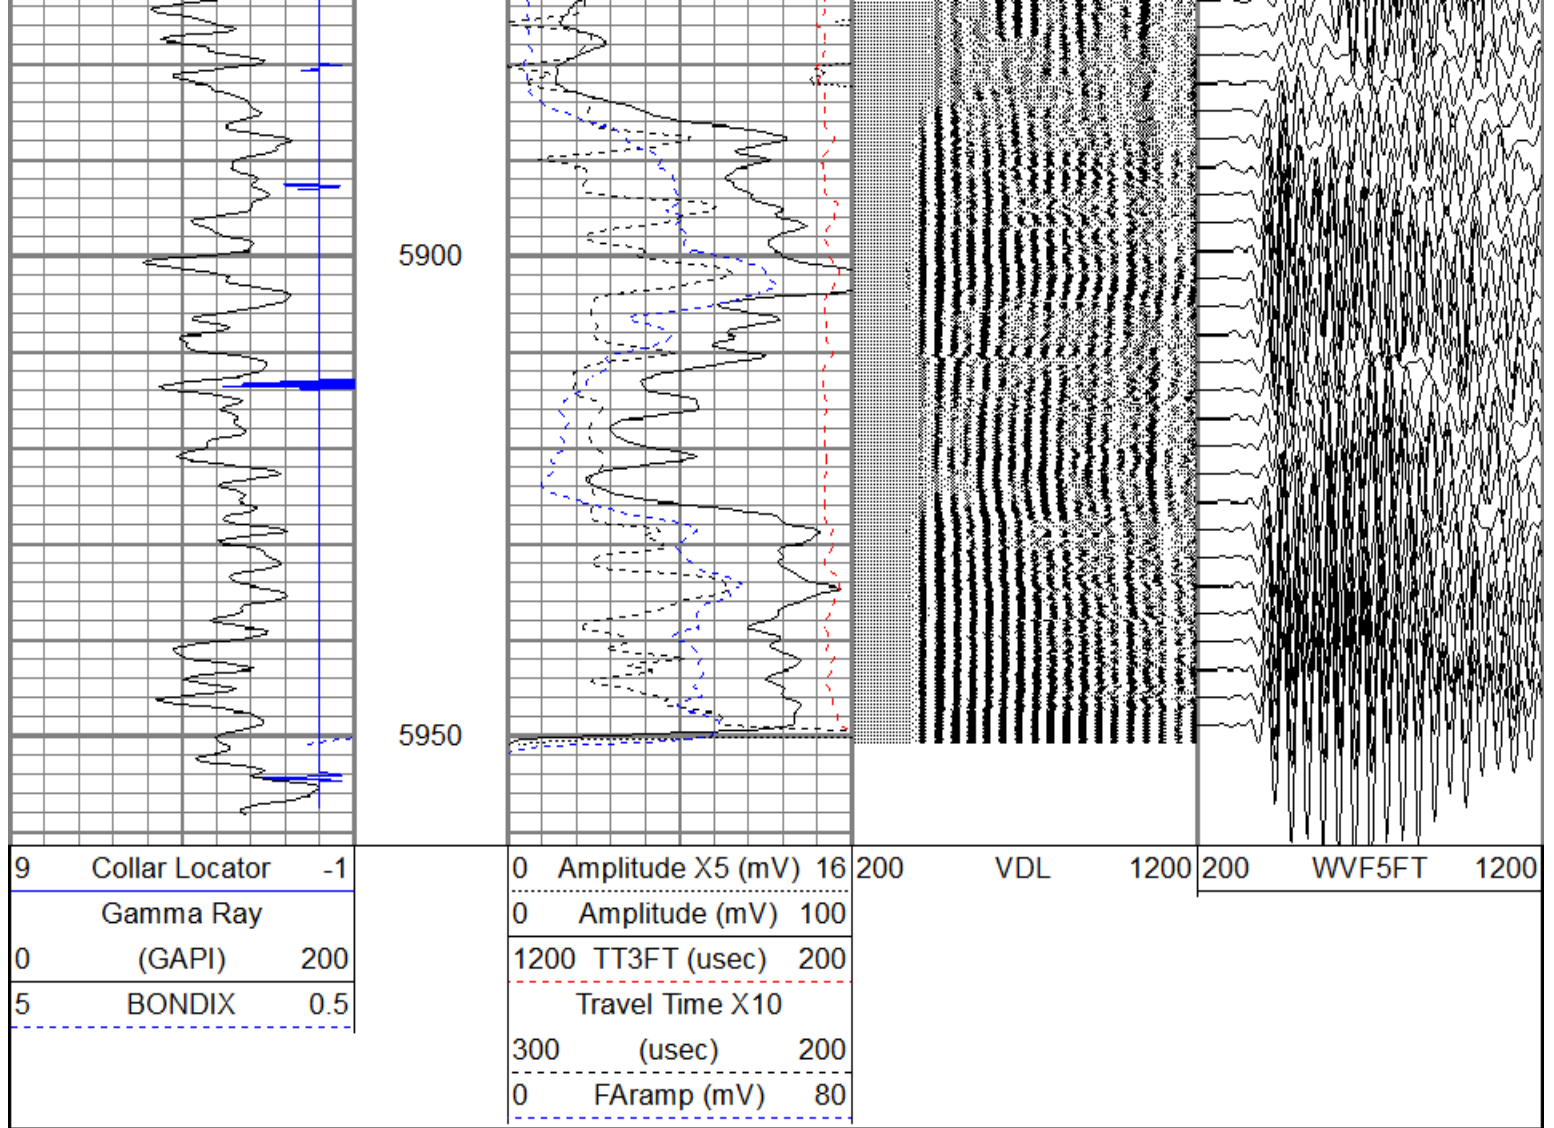 5900
5950
9 Collar Locator -1
Gamma Ray
0 (GAPI) 200
5 BONDIX 0.5
0 Amplitude X5 (mV) 16
0 Amplitude (mV) 100
1200 TT3FT (usec) 200
Travel Time X10
300 (usec) 200
0 FAramp (mV) 80
200 VDL 1200
200 WVF5FT 1200